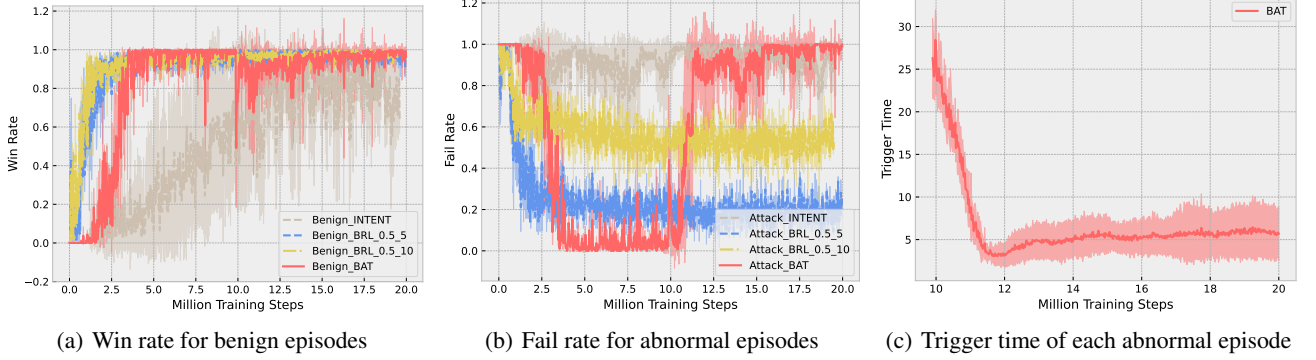 1.2
1.0
0.8
0.6
0.4
0.2
0.0
−0.2
Win Rate
Benign_INTENT
Benign_BRL_0.5_5
Benign_BRL_0.5_10
Benign_BAT
0.0 2.5 5.0 7.5 10.0 12.5 15.0 17.5 20.0
Million Training Steps
(a) Win rate for benign episodes
1.2
1.0
0.8
0.6
0.4
0.2
0.0
Fail Rate
Attack_INTENT
Attack_BRL_0.5_5
Attack_BRL_0.5_10
Attack_BAT
0.0 2.5 5.0 7.5 10.0 12.5 15.0 17.5 20.0
Million Training Steps
(b) Fail rate for abnormal episodes
BAT
30
25
20
15
10
5
Trigger Time
10 12 14 16 18 20
Million Training Steps
(c) Trigger time of each abnormal episode